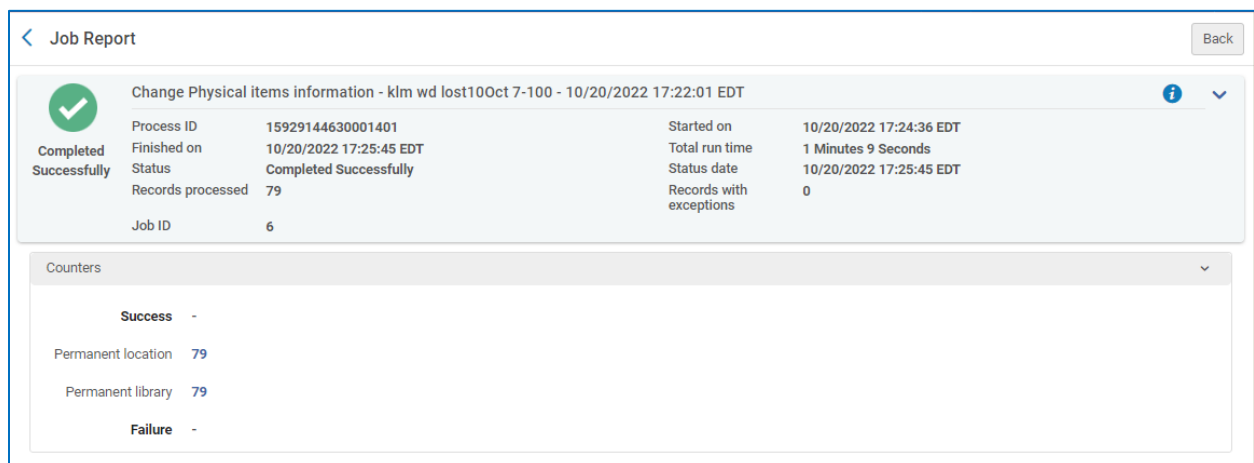 Job Report
Back
Change Physical items information - klm wd lost10Oct 7-100 - 10/20/2022 17:22:01 EDT
Completed Successfully
Process ID 15929144630001401 Started on 10/20/2022 17:24:36 EDT
Finished on 10/20/2022 17:25:45 EDT Total run time 1 Minutes 9 Seconds
Status Completed Successfully Status date 10/20/2022 17:25:45 EDT
Records processed 79 Records with exceptions 0
Job ID 6
Counters
Success -
Permanent location 79
Permanent library 79
Failure -